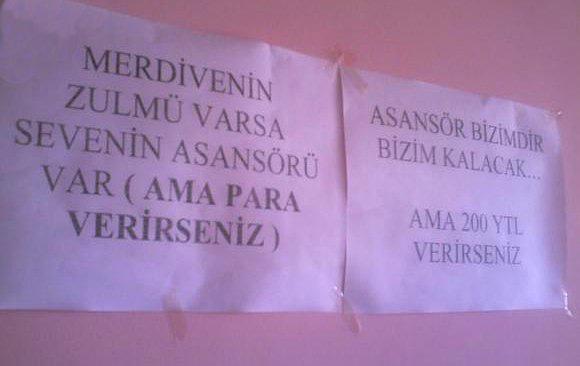 MERDİVENİN
ZULMÜ VARSA
SEVENİN ASANSÖRÜ
VAR ( AMA PARA
VERİRSENİZ )
ASANSÖR BİZİMDİR
BİZİM KALACAK...
AMA 200 YTL
VERİRSENİZ